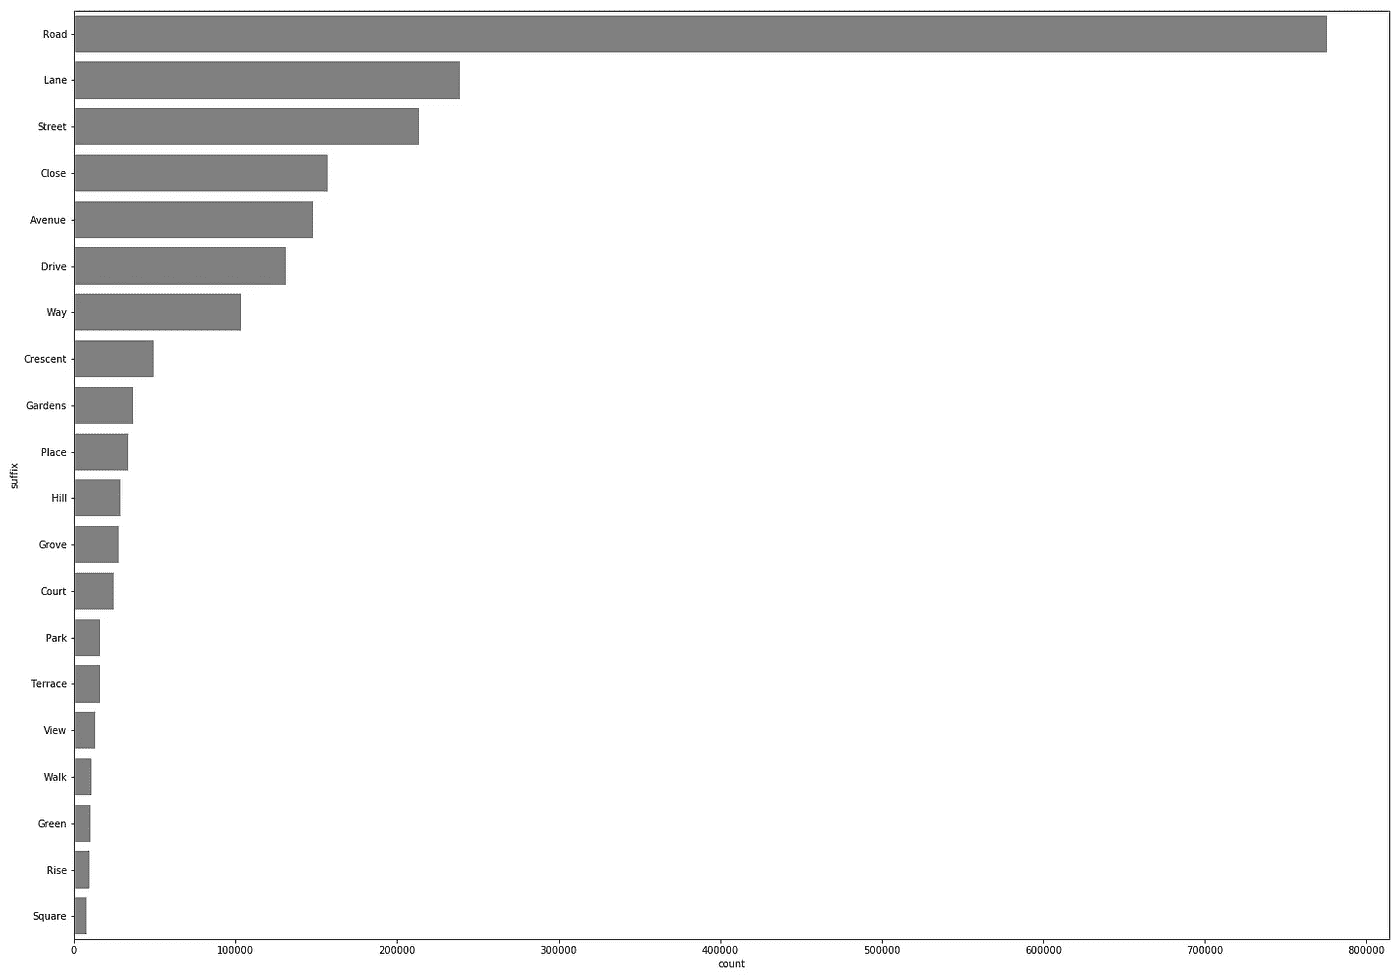 Road
Lane
Street
Close
Avenue
Drive
Way
Crescent
Gardens
Place
suffix
Hill
Grove
Court
Park
Terrace
View
Walk
Green
Rise
Square
0 100000 200000 300000 400000 500000 600000 700000 800000
count